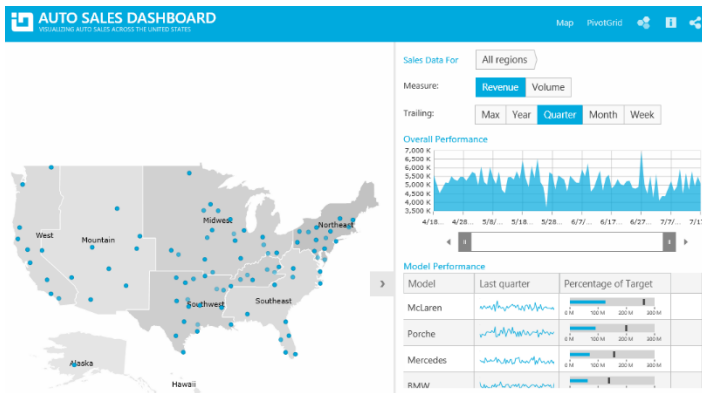 AUTO SALES DASHBOARD
VISUALIZING AUTO SALES ACROSS THE UNITED STATES
Map PivotGrid
Sales Data For All regions
Measure: Revenue Volume
Trailing: Max Year Quarter Month Week
Overall Performance
7,000 K
6,500 K
6,000 K
5,500 K
5,000 K
4,500 K
4,000 K
3,500 K
4/18... 4/28... 5/8/... 5/18... 5/28... 6/7/... 6/17... 6/27... 7/7/... 7/1
Model Performance
Model Last quarter Percentage of Target
McLaren
0 M 100 M 200 M 300 M
Porche
0 M 100 M 200 M 300 M
Mercedes
0 M 100 M 200 M 300 M
BMW
West
Mountain
Midwest
Northeast
Southwest
Southeast
Alaska
Hawaii